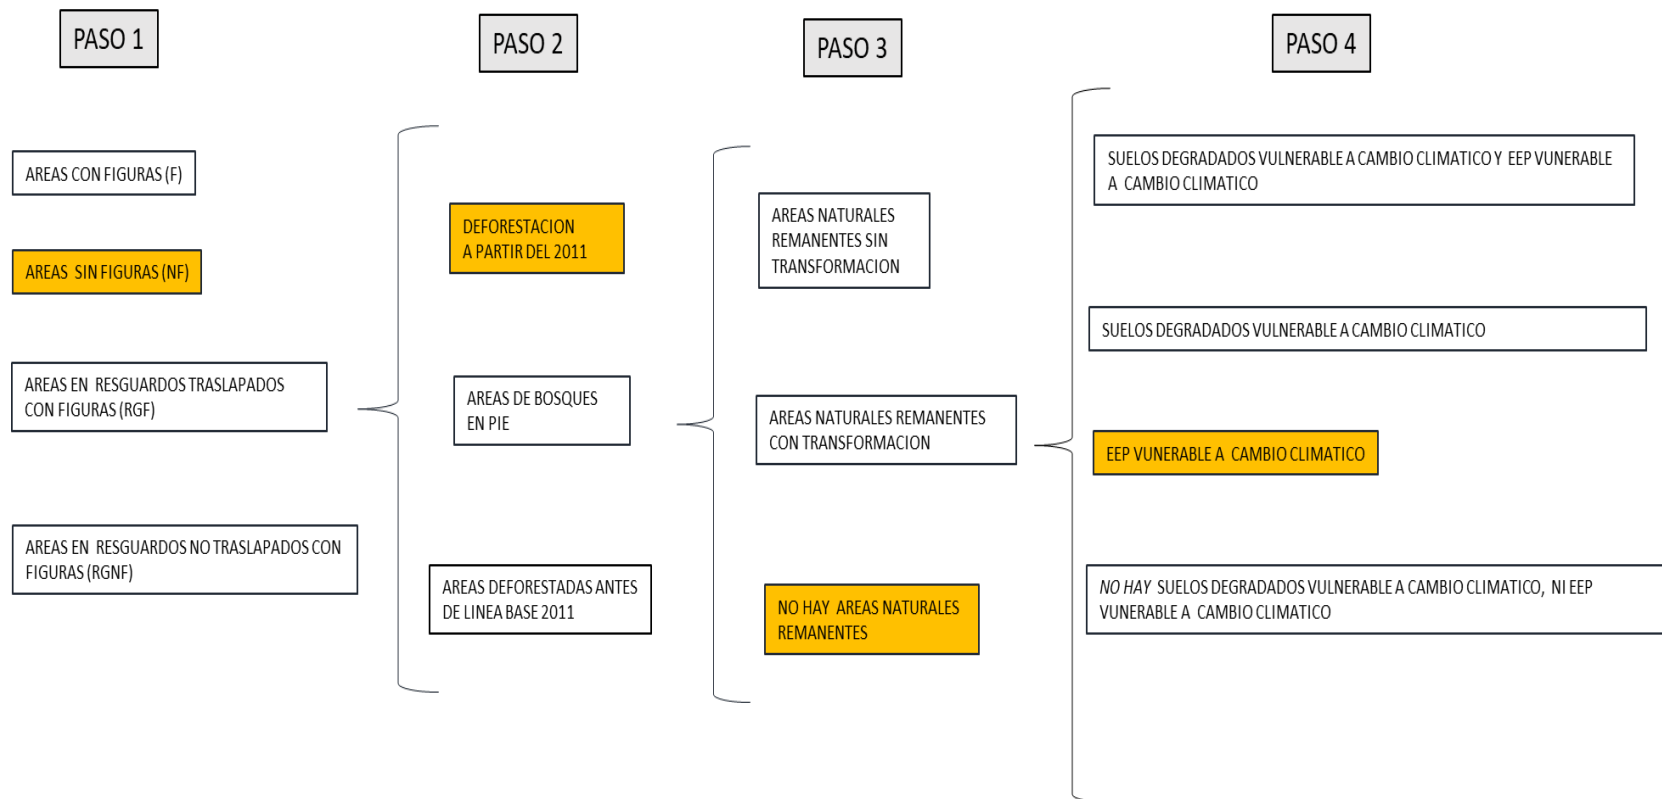 PASO 1
AREAS CON FIGURAS (F)
AREAS SIN FIGURAS (NF)
AREAS EN RESGUARDOS TRASLAPADOS
CON FIGURAS (RGF)
AREAS EN RESGUARDOS NO TRASLAPADOS CON
FIGURAS (RGNF)
PASO 2
DEFORESTACION
A PARTIR DEL 2011
AREAS DE BOSQUES
EN PIE
AREAS DEFORESTADAS ANTES
DE LINEA BASE 2011
PASO 3
AREAS NATURALES
REMANENTES SIN
TRANSFORMACION
AREAS NATURALES REMANENTES
CON TRANSFORMACION
NO HAY AREAS NATURALES
REMANENTES
PASO 4
SUELOS DEGRADADOS VULNERABLE A CAMBIO CLIMATICO Y EEP VUNERABLE
A CAMBIO CLIMATICO
SUELOS DEGRADADOS VULNERABLE A CAMBIO CLIMATICO
EEP VUNERABLE A CAMBIO CLIMATICO
NO HAY SUELOS DEGRADADOS VULNERABLE A CAMBIO CLIMATICO, NI EEP
VUNERABLE A CAMBIO CLIMATICO